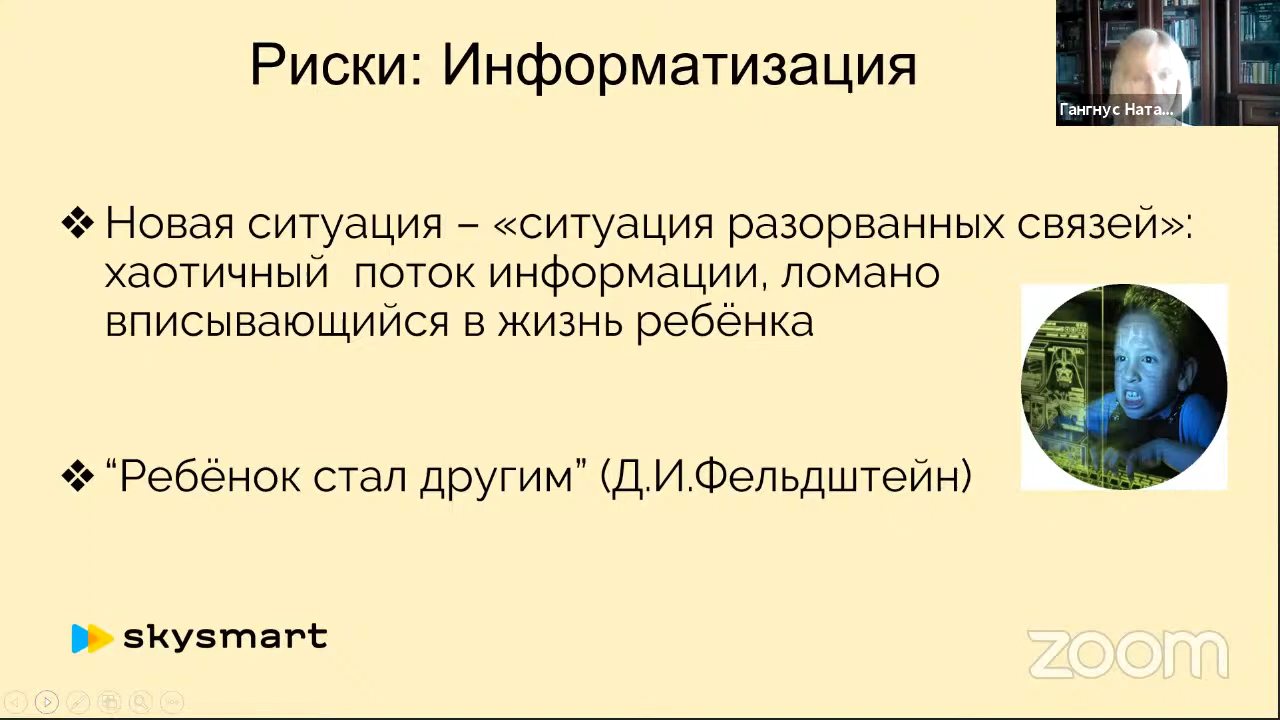 Риски: Информатизация
Гангнус Ната...
❖ Новая ситуация – «ситуация разорванных связей»:
хаотичный поток информации, ломано
вписывающийся в жизнь ребёнка
❖ “Ребёнок стал другим” (Д.И.Фельдштейн)
skysmart
zoom